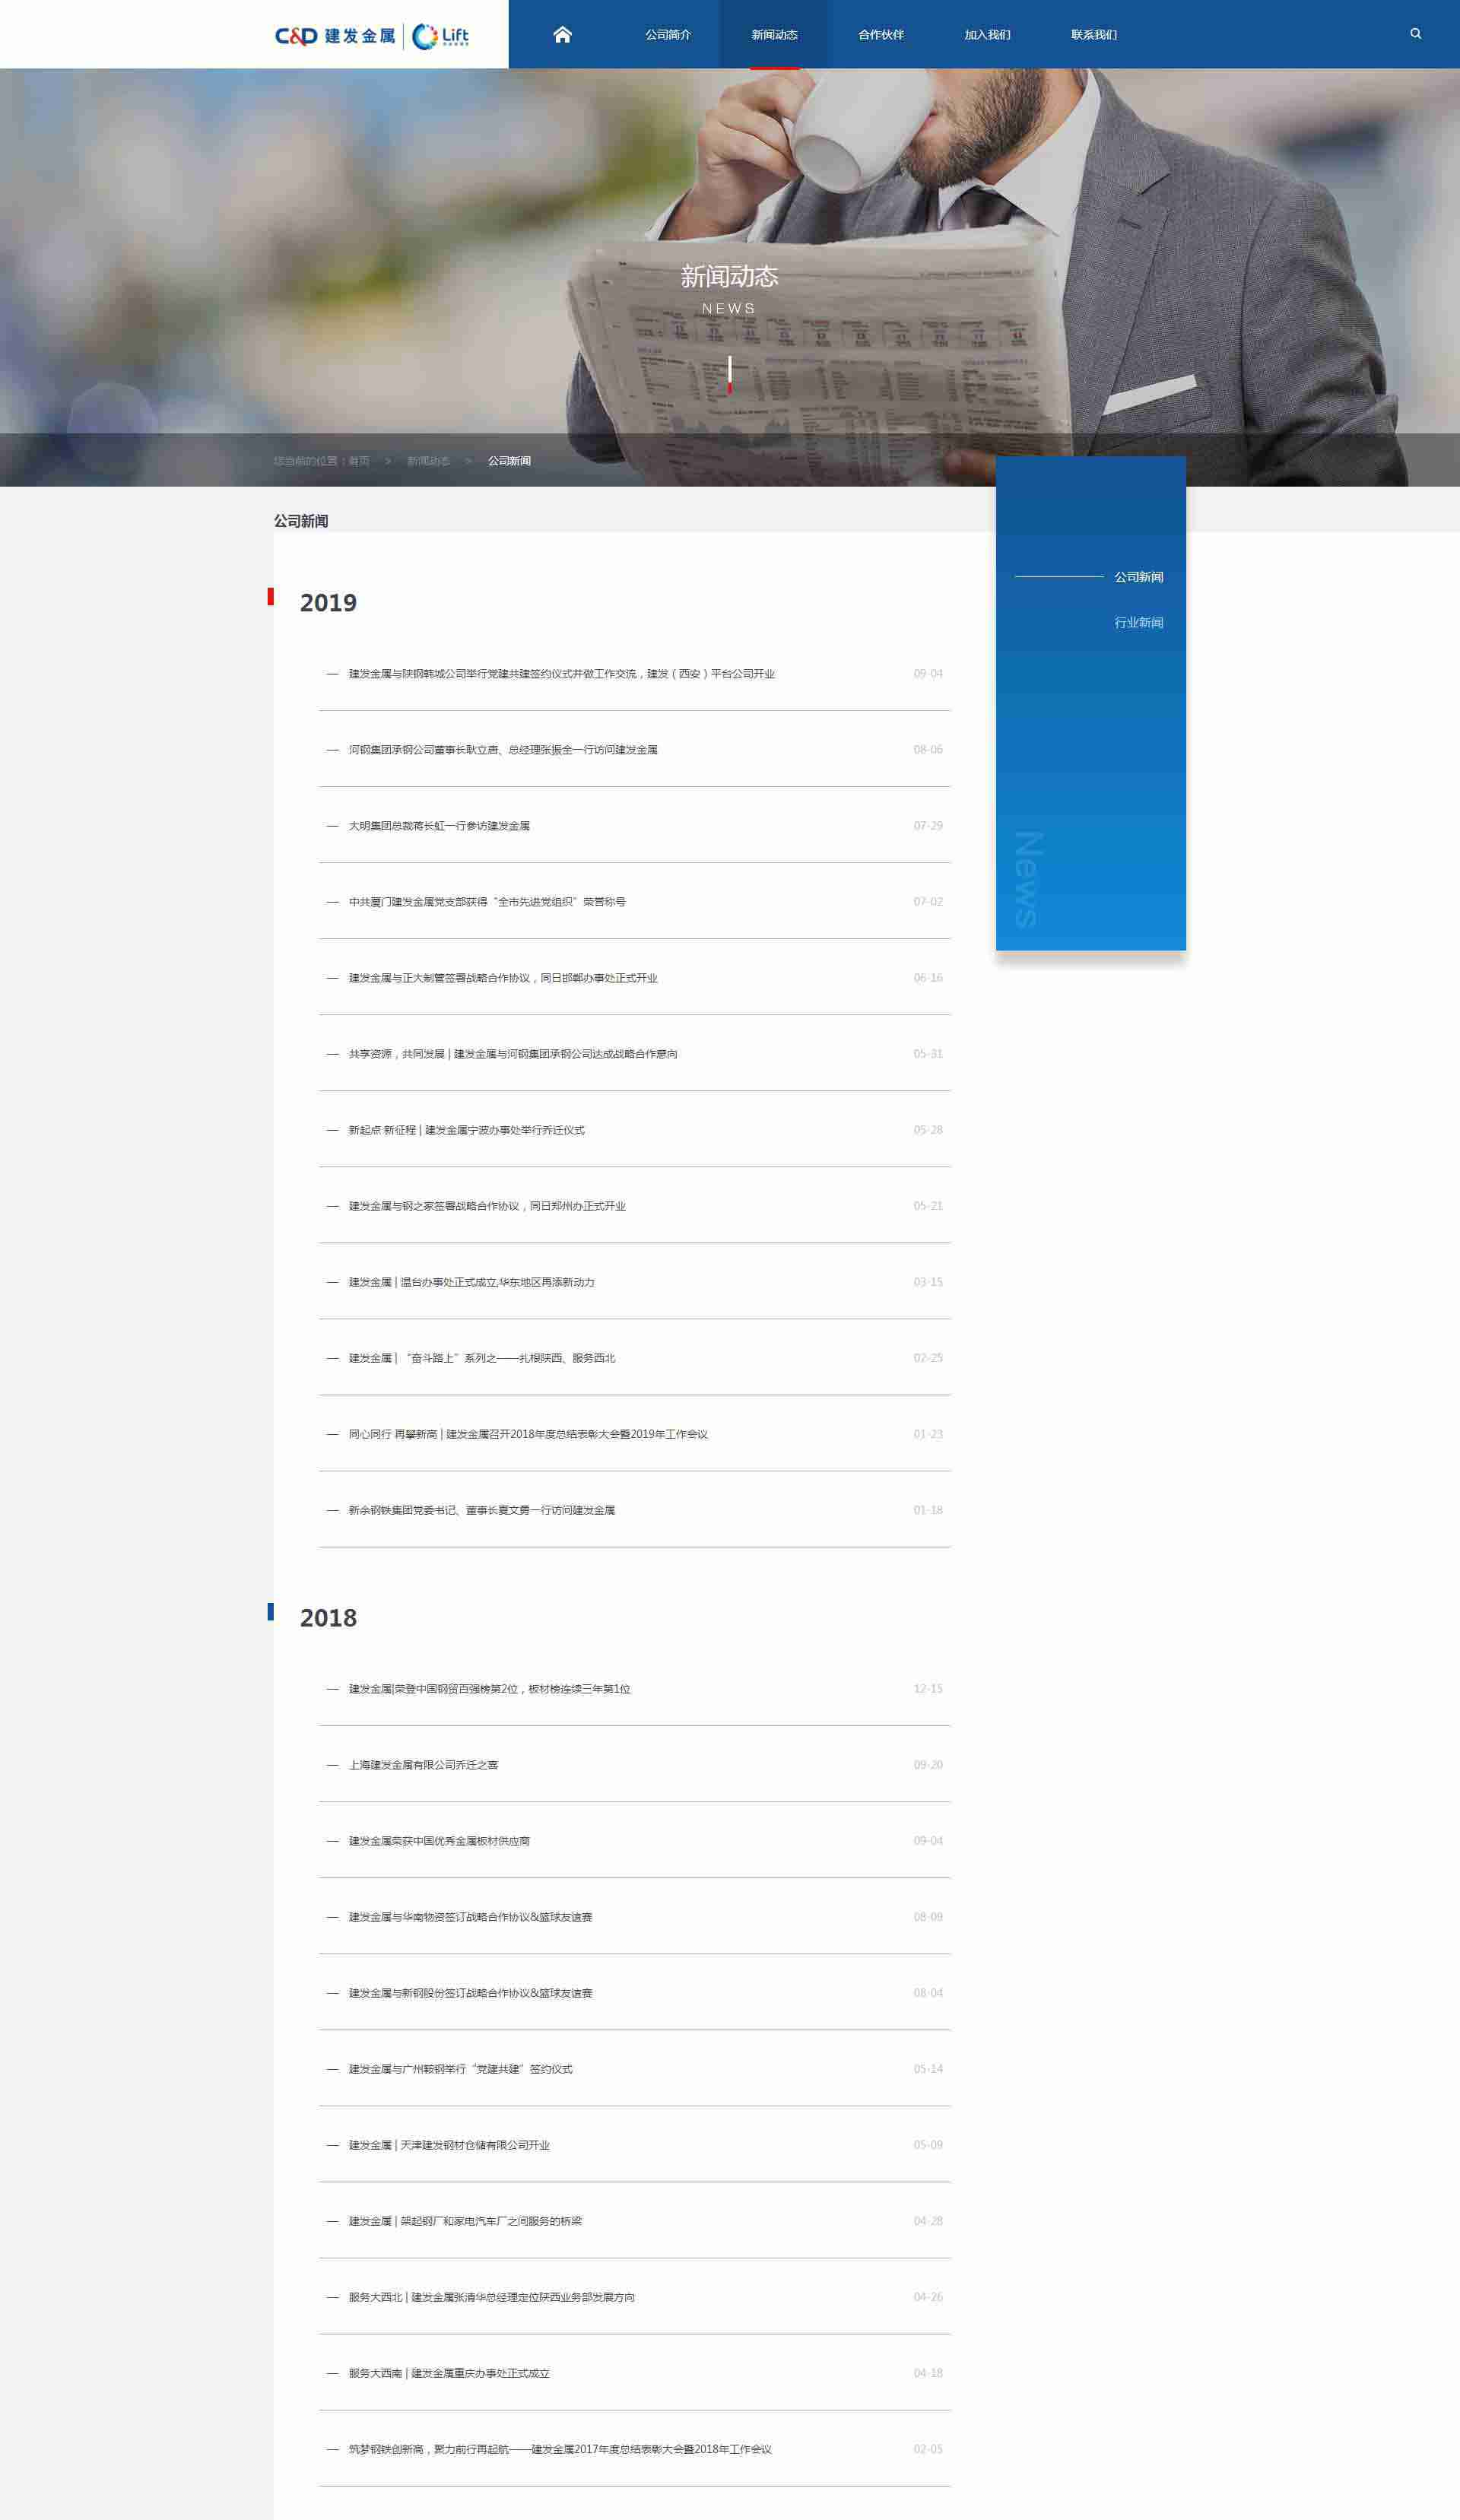 C&D 建发金属 Lift
公司简介 新闻动态 合作伙伴 加入我们 联系我们
新闻动态
NEWS
您当前的位置：首页 > 新闻动态 > 公司新闻
公司新闻
公司新闻
行业新闻
News
2019
— 建发金属与陕钢韩城公司举行党建共建签约仪式并做工作交流，建发（西安）平台公司开业 09-04
— 河钢集团承钢公司董事长耿立唐、总经理张振全一行访问建发金属 08-06
— 大明集团总裁蒋长虹一行参访建发金属 07-29
— 中共厦门建发金属党支部获得“全市先进党组织”荣誉称号 07-02
— 建发金属与正大制管签署战略合作协议，同日邯郸办事处正式开业 06-16
— 共享资源，共同发展 | 建发金属与河钢集团承钢公司达成战略合作意向 05-31
— 新起点 新征程 | 建发金属宁波办事处举行乔迁仪式 05-28
— 建发金属与钢之家签署战略合作协议，同日郑州办正式开业 05-21
— 建发金属 | 温台办事处正式成立,华东地区再添新动力 03-15
— 建发金属 | “奋斗路上”系列之——扎根陕西、服务西北 02-25
— 同心同行 再攀新高 | 建发金属召开2018年度总结表彰大会暨2019年工作会议 01-23
— 新余钢铁集团党委书记、董事长夏文勇一行访问建发金属 01-18
2018
— 建发金属|荣登中国钢贸百强榜第2位，板材榜连续三年第1位 12-15
— 上海建发金属有限公司乔迁之喜 09-20
— 建发金属荣获中国优秀金属板材供应商 09-04
— 建发金属与华南物资签订战略合作协议&篮球友谊赛 08-09
— 建发金属与新钢股份签订战略合作协议&篮球友谊赛 08-04
— 建发金属与广州鞍钢举行“党建共建”签约仪式 05-14
— 建发金属 | 天津建发钢材仓储有限公司开业 05-09
— 建发金属 | 架起钢厂和家电汽车厂之间服务的桥梁 04-28
— 服务大西北 | 建发金属张清华总经理定位陕西业务部发展方向 04-26
— 服务大西南 | 建发金属重庆办事处正式成立 04-18
— 筑梦钢铁创新高，聚力前行再起航——建发金属2017年度总结表彰大会暨2018年工作会议 02-05